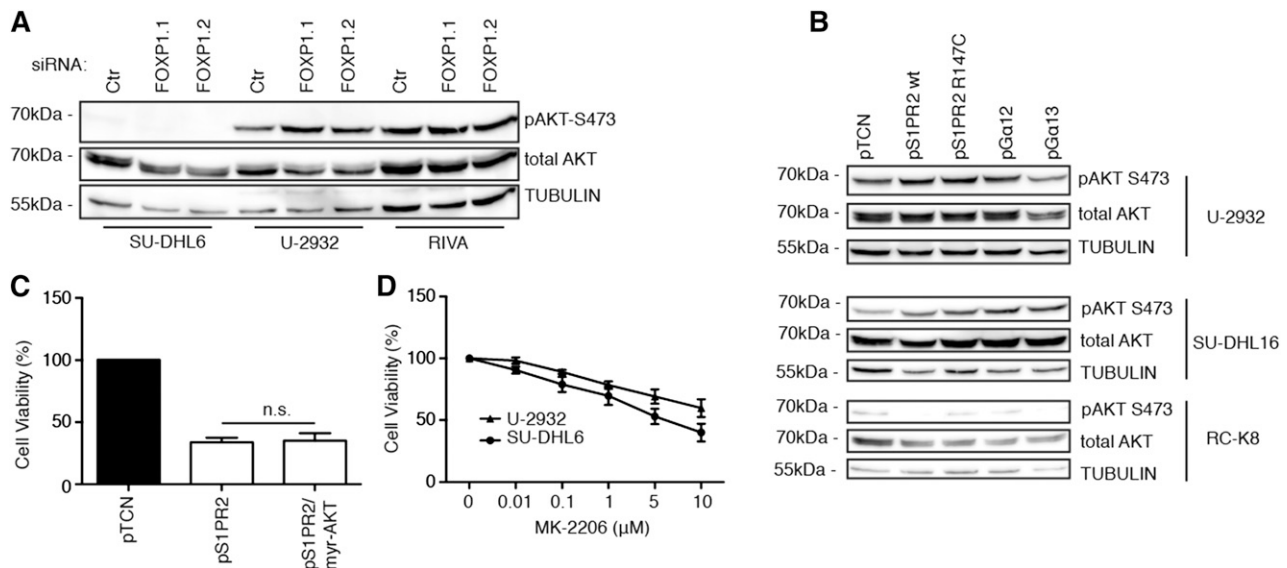 A
siRNA:
Ctr
FOXP1.1
FOXP1.2
Ctr
FOXP1.1
FOXP1.2
Ctr
FOXP1.1
FOXP1.2
70kDa -
pAKT-S473
70kDa -
total AKT
55kDa -
TUBULIN
SU-DHL6
U-2932
RIVA
B
pTCN
pS1PR2 wt
pS1PR2 R147C
pGα12
pGα13
70kDa -
pAKT S473
70kDa -
total AKT
U-2932
55kDa -
TUBULIN
70kDa -
pAKT S473
70kDa -
total AKT
SU-DHL16
55kDa -
TUBULIN
70kDa -
pAKT S473
70kDa -
total AKT
RC-K8
55kDa -
TUBULIN
C
Cell Viability (%)
150
100
50
0
n.s.
pTCN
pS1PR2
pS1PR2/
myr-AKT
D
Cell Viability (%)
150
100
50
0
U-2932
SU-DHL6
0 0.01 0.1 1 5 10
MK-2206 (µM)